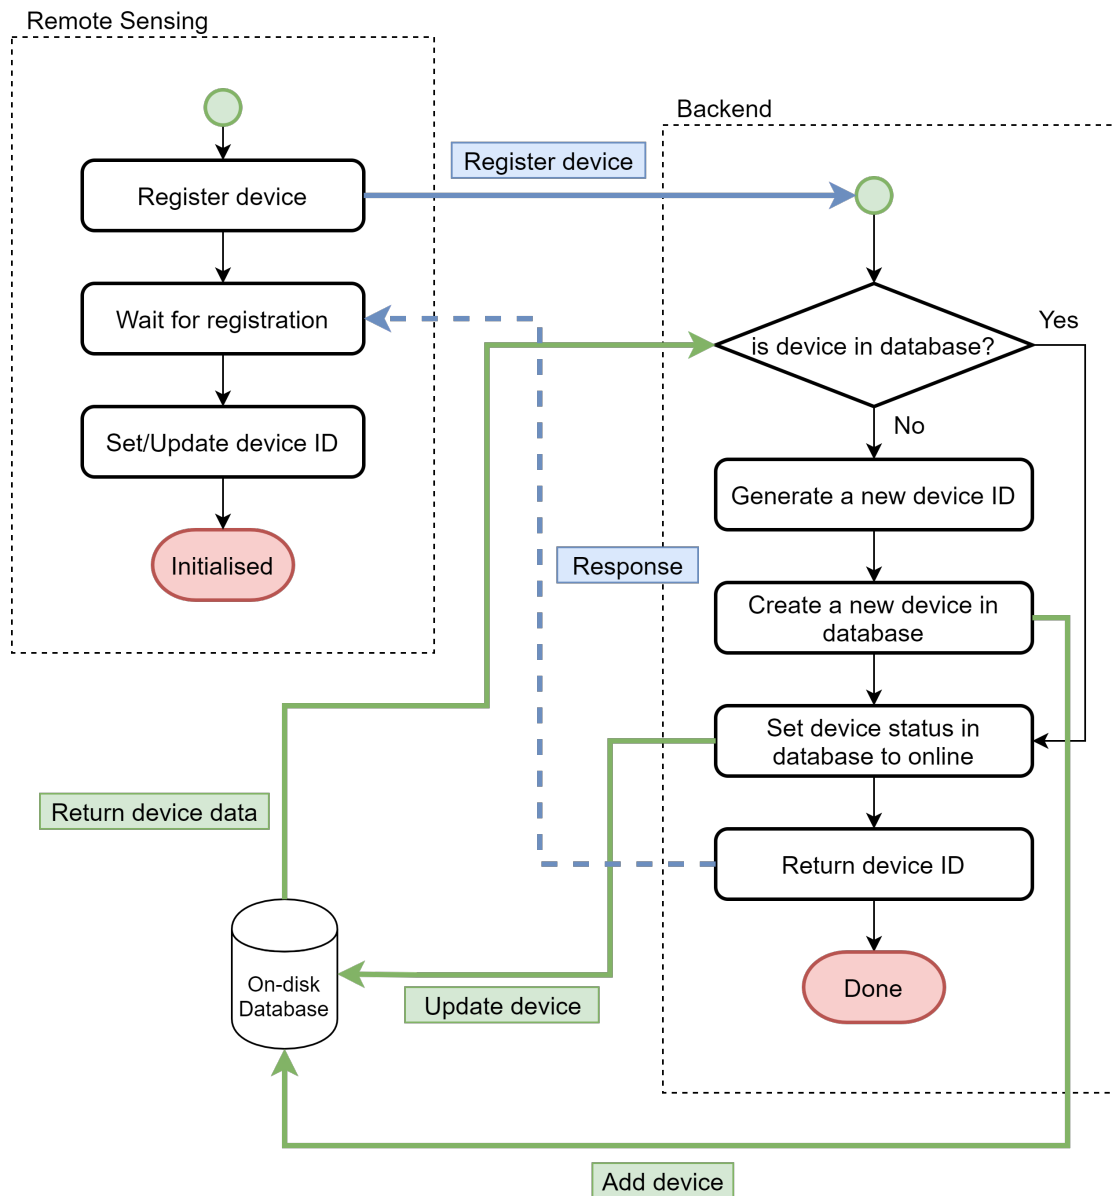 Remote Sensing
Backend
Register device
Register device
Wait for registration
Yes
is device in database?
No
Set/Update device ID
Generate a new device ID
Initialised
Response
Create a new device in
database
Set device status in
database to online
Return device data
Return device ID
On-disk
Database
Update device
Done
Add device